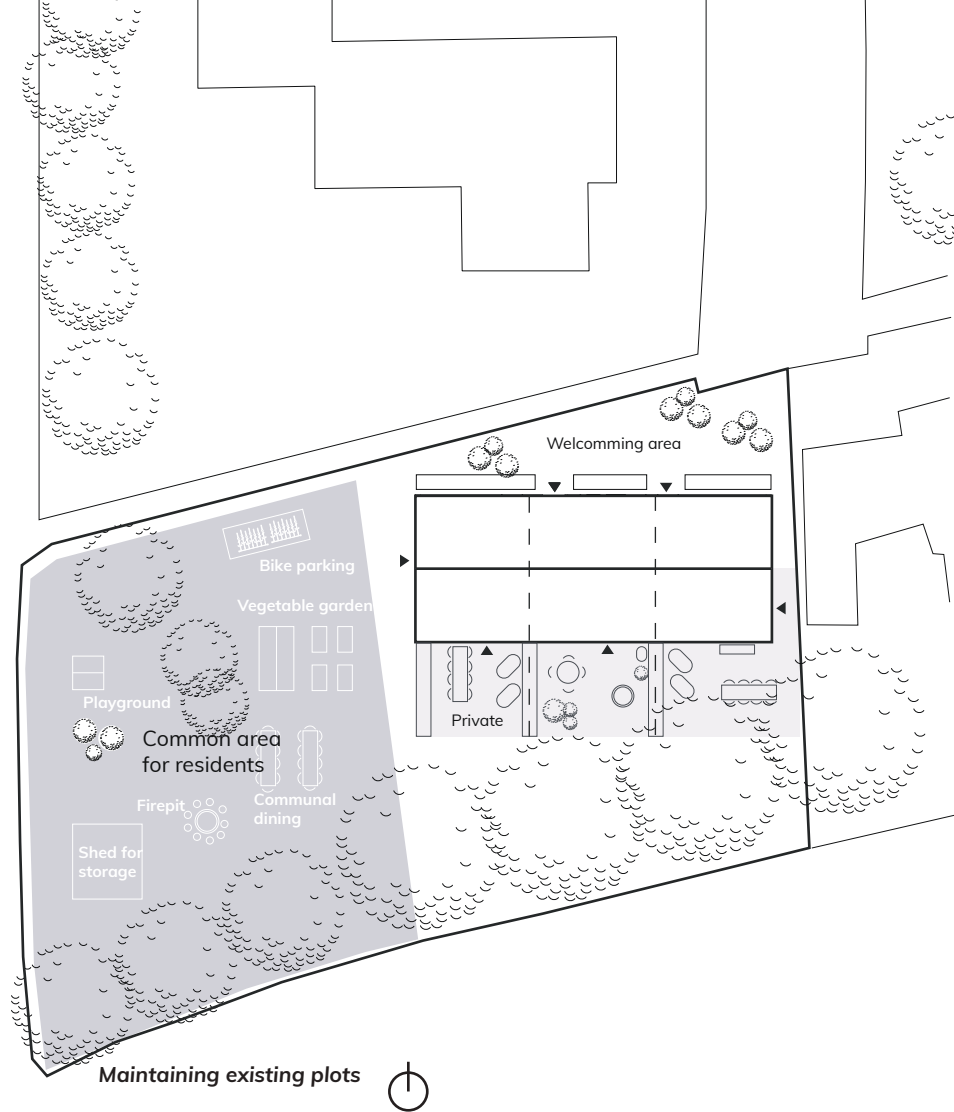 Welcomming area
Bike parking
Vegetable garden
Playground
Private
Common area
for residents
Firepit
Communal
dining
Shed for
storage
Maintaining existing plots